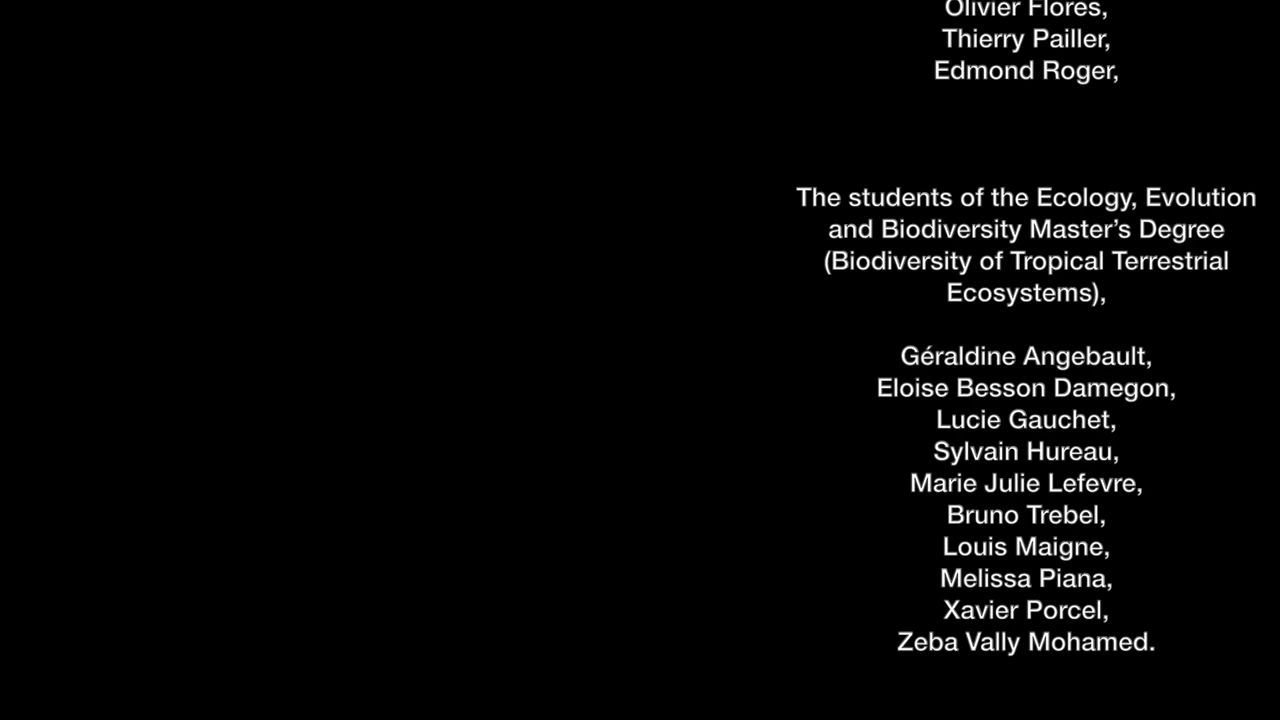 Olivier Flores,
Thierry Pailler,
Edmond Roger,
The students of the Ecology, Evolution
and Biodiversity Master’s Degree
(Biodiversity of Tropical Terrestrial
Ecosystems),
Géraldine Angebault,
Eloise Besson Damegon,
Lucie Gauchet,
Sylvain Hureau,
Marie Julie Lefevre,
Bruno Trebel,
Louis Maigne,
Melissa Piana,
Xavier Porcel,
Zeba Vally Mohamed.